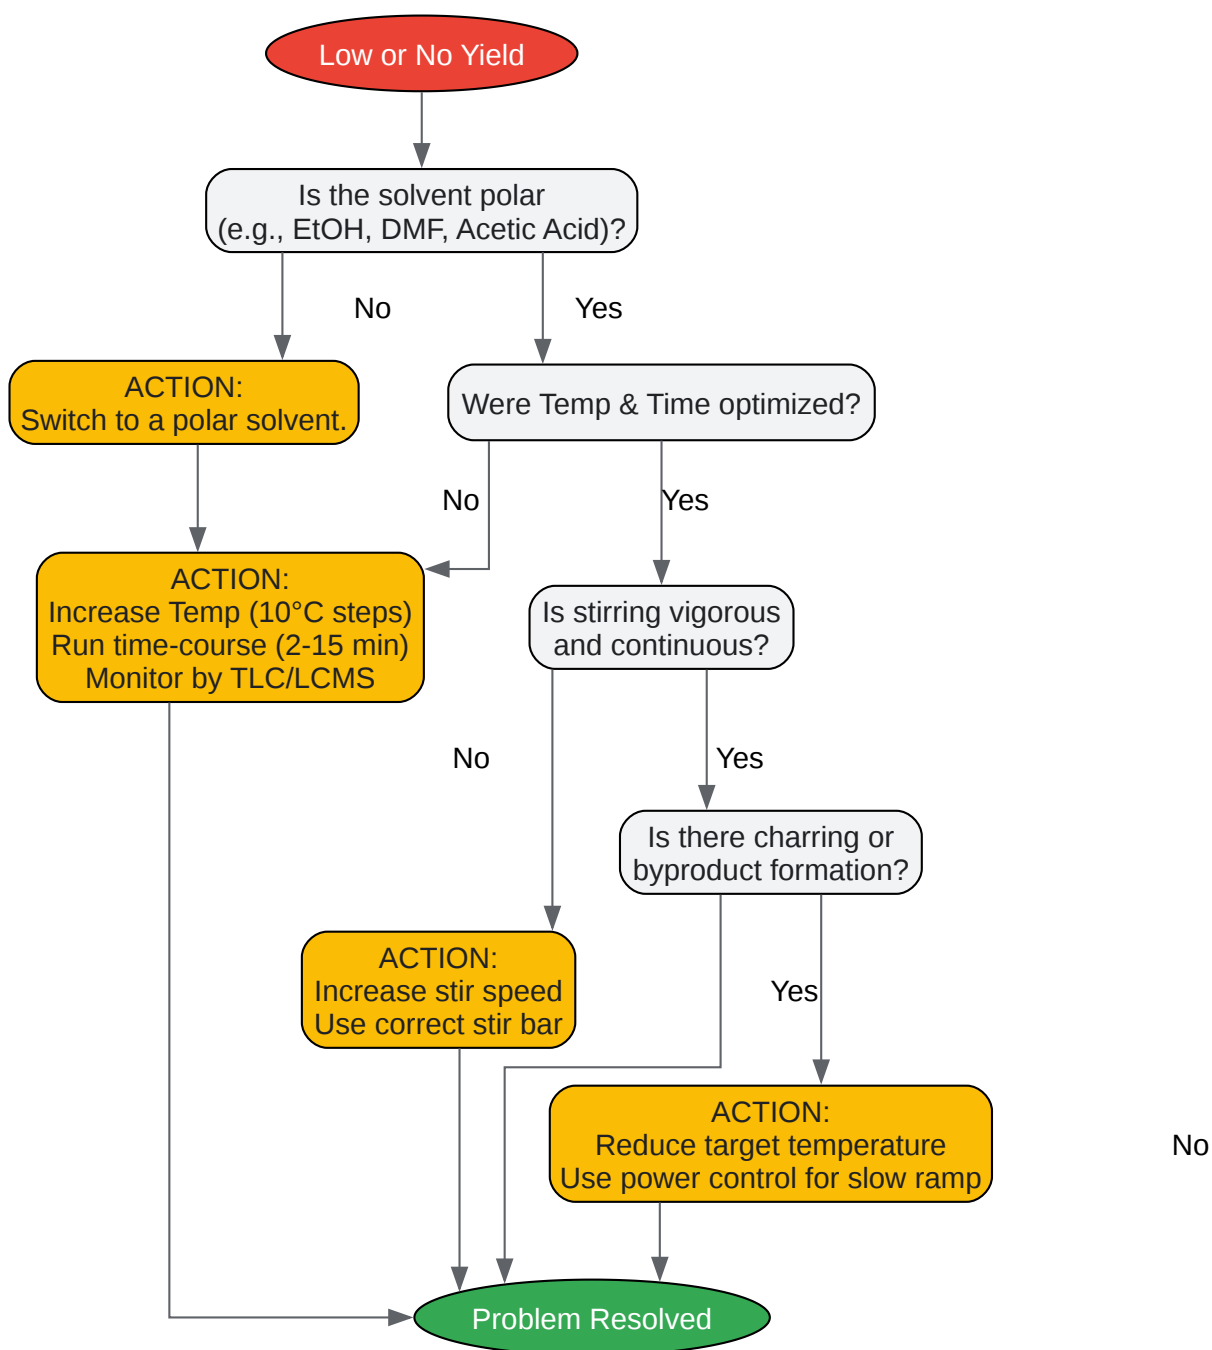 Low or No Yield
Is the solvent polar
(e.g., EtOH, DMF, Acetic Acid)?
No
Yes
ACTION:
Switch to a polar solvent.
Were Temp & Time optimized?
No
Yes
ACTION:
Increase Temp (10°C steps)
Run time-course (2-15 min)
Monitor by TLC/LCMS
Is stirring vigorous
and continuous?
No
Yes
Is there charring or
byproduct formation?
ACTION:
Increase stir speed
Use correct stir bar
Yes
ACTION:
Reduce target temperature
Use power control for slow ramp
No
Problem Resolved